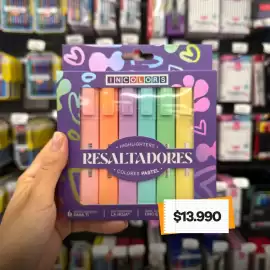 INCOLORS
HIGHLIGHTERS
RESALTADORES
COLORES PASTEL
6
$13.990